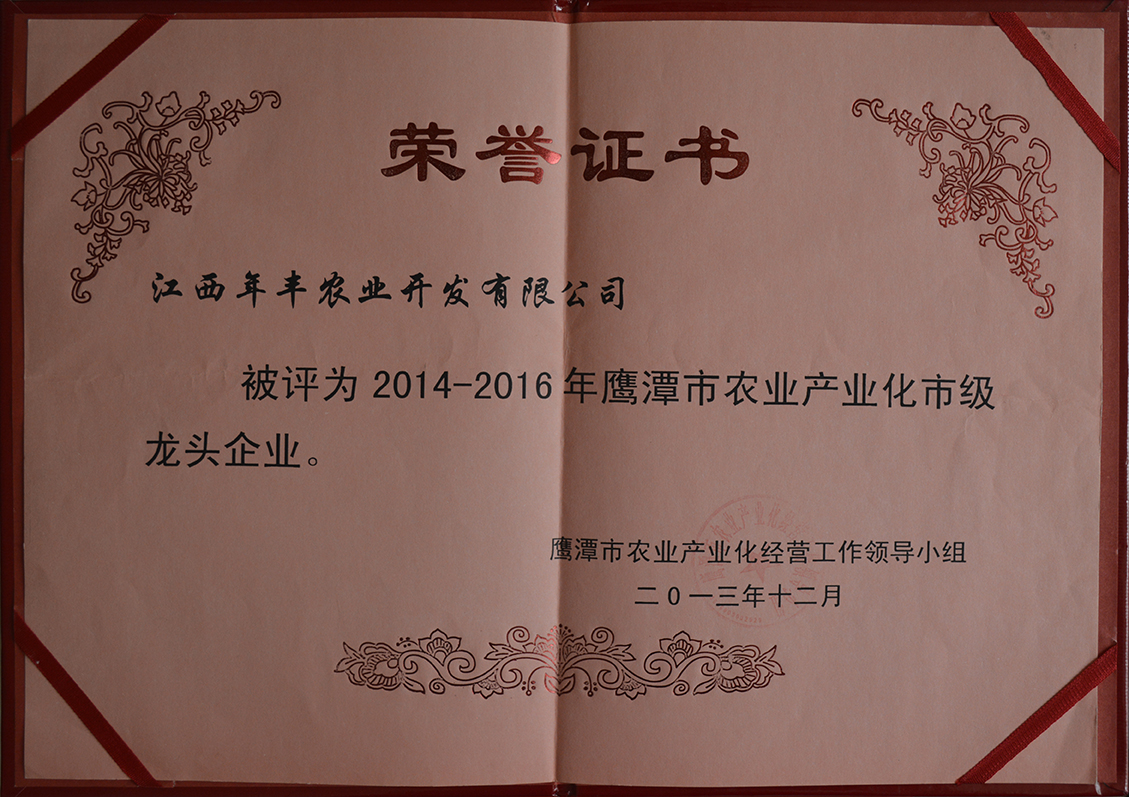 荣誉证书
江西年丰农业开发有限公司
被评为 2014-2016 年鹰潭市农业产业化市级
龙头企业。
鹰潭市农业产业化经营工作领导小组
二0一三年十二月